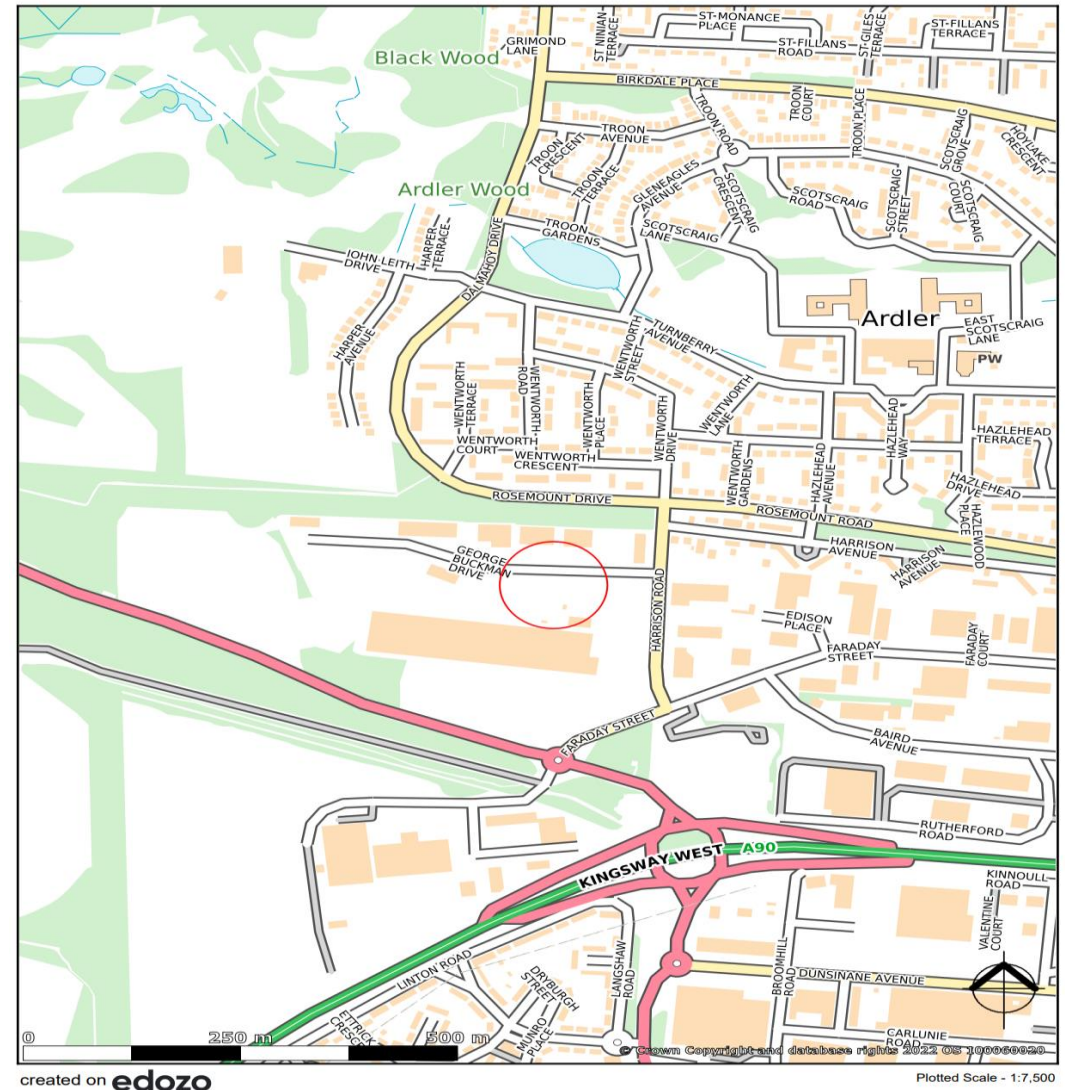 ST-MONANCE
PLACE
ST-FILLANS
TERRACE
GRIMOND
LANE
ST NINIAN
TERRACE
ST-FILLANS
ROAD
ST-GILES
TERRACE
Black Wood
BIRKDALE PLACE
TROON
COURT
TROON PLACE
TROON ROAD
TROON
AVENUE
TROON
CRESCENT
TROON
TERRACE
SCOTSCRAIG
GROVE
HOYLAKE
CRESCENT
GLENEAGLES
AVENUE
SCOTSCRAIG
CRESCENT
SCOTSCRAIG
ROAD
SCOTSCRAIG
STREET
SCOTSCRAIG
COURT
Ardler Wood
TROON
GARDENS
SCOTSCRAIG
LANE
HARPER
TERRACE
DALMAHOY DRIVE
JOHN-LEITH
DRIVE
HARPER
AVENUE
Ardler
EAST
SCOTSCRAIG
LANE
PW
TURNBERRY
AVENUE
WENTWORTH
STREET
WENTWORTH
TERRACE
WENTWORTH
ROAD
WENTWORTH
PLACE
WENTWORTH
DRIVE
WENTWORTH
LANE
WENTWORTH
COURT
WENTWORTH
CRESCENT
WENTWORTH
GARDENS
HAZLEHEAD
AVENUE
HAZLEHEAD
WAY
HAZLEHEAD
TERRACE
HAZLEHEAD
DRIVE
HAZLEWOOD
PLACE
ROSEMOUNT DRIVE
ROSEMOUNT ROAD
HARRISON
AVENUE
HARRISON
AVENUE
GEORGE
BUCKMAN
DRIVE
HARRISON ROAD
EDISON
PLACE
FARADAY
STREET
FARADAY
COURT
FARADAY STREET
BAIRD
AVENUE
RUTHERFORD
ROAD
KINGSWAY WEST A90
KINNOULL
ROAD
VALENTINE
COURT
LINTON ROAD
DRYBURGH
STREET
LANGSHAW
ROAD
BROOMHILL
ROAD
DUNSINANE AVENUE
ETTRICK
CRESCENT
MUNRO
PLACE
CARLUNIE
ROAD
0 250 m 500 m
© Crown Copyright and database rights 2022 OS 100060020
created on edozo
Plotted Scale - 1:7,500